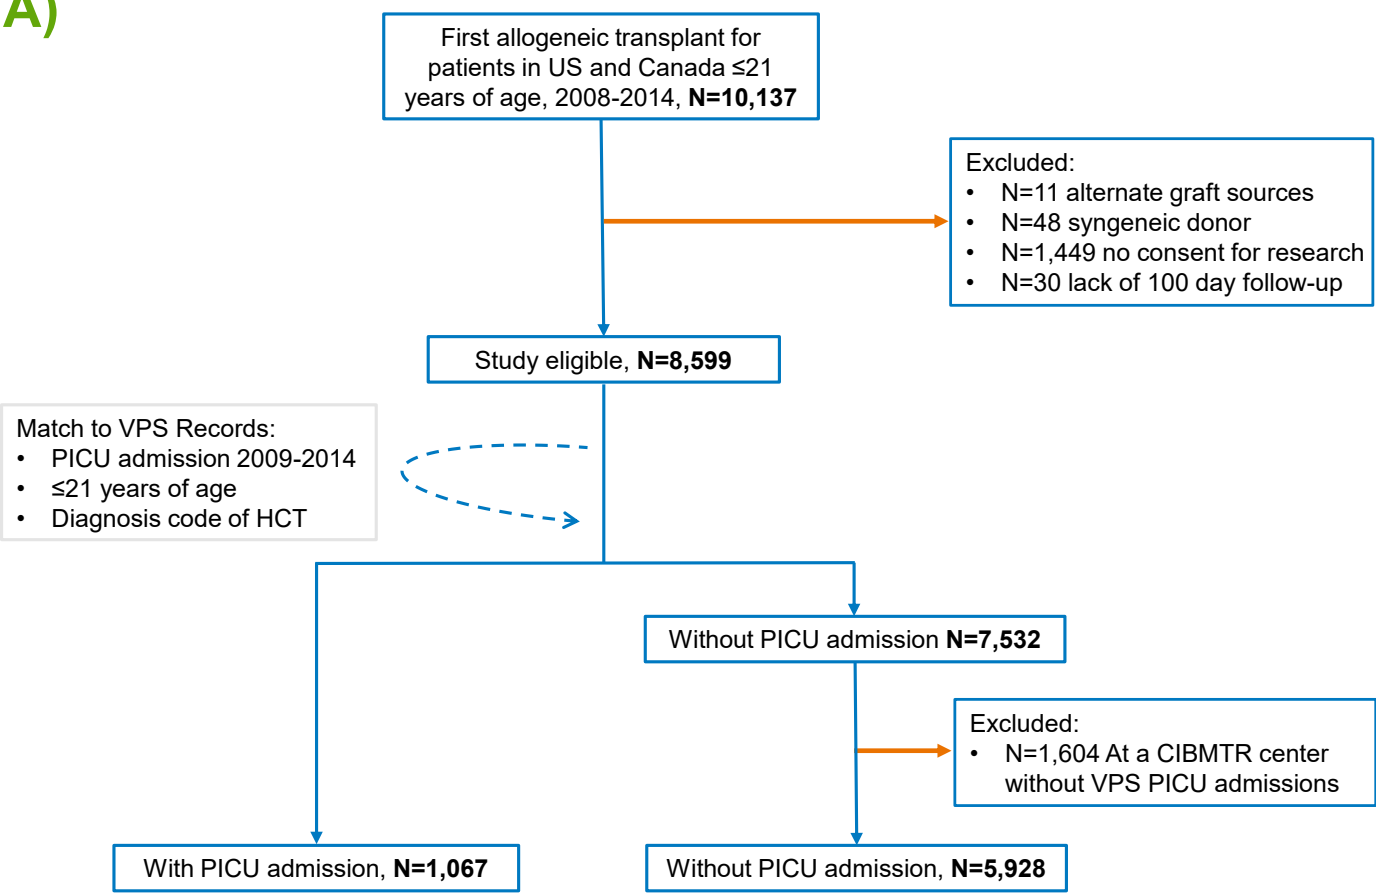 A)
First allogeneic transplant for
patients in US and Canada ≤21
years of age, 2008-2014, N=10,137
Excluded:
• N=11 alternate graft sources
• N=48 syngeneic donor
• N=1,449 no consent for research
• N=30 lack of 100 day follow-up
Study eligible, N=8,599
Match to VPS Records:
• PICU admission 2009-2014
• ≤21 years of age
• Diagnosis code of HCT
Without PICU admission N=7,532
Excluded:
• N=1,604 At a CIBMTR center
without VPS PICU admissions
With PICU admission, N=1,067
Without PICU admission, N=5,928